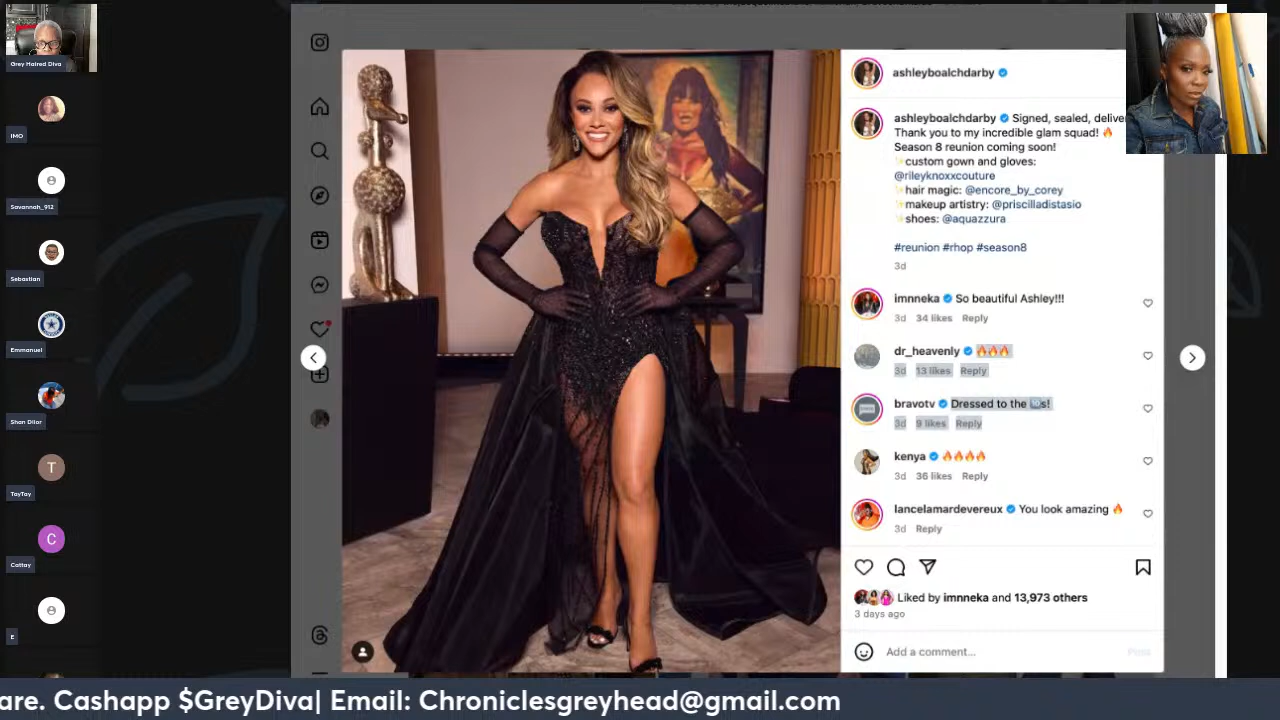 Grey Haired Diva
IMO
Savannah_912
Sebastian
Emmanuel
Shan Dior
T
TayTay
C
Cattay
E
ashleyboalchdarby
ashleyboalchdarby Signed, sealed, delive
Thank you to my incredible glam squad! 🔥
Season 8 reunion coming soon!
✨custom gown and gloves:
@rileyknoxxcouture
✨hair magic: @encore_by_corey
✨makeup artistry: @priscilladistasio
✨shoes: @aquazzura
#reunion #rhop #season8
3d
imnneka So beautiful Ashley!!!
3d 34 likes Reply
dr_heavenly 🔥🔥🔥
3d 13 likes Reply
bravotv Dressed to the s!
3d 9 likes Reply
kenya 🔥🔥🔥🔥
3d 36 likes Reply
lancelamardevereux You look amazing 🔥
3d Reply
Liked by imnneka and 13,973 others
3 days ago
Add a comment...
Post
are. Cashapp $GreyDiva| Email: Chroniclesgreyhead@gmail.com